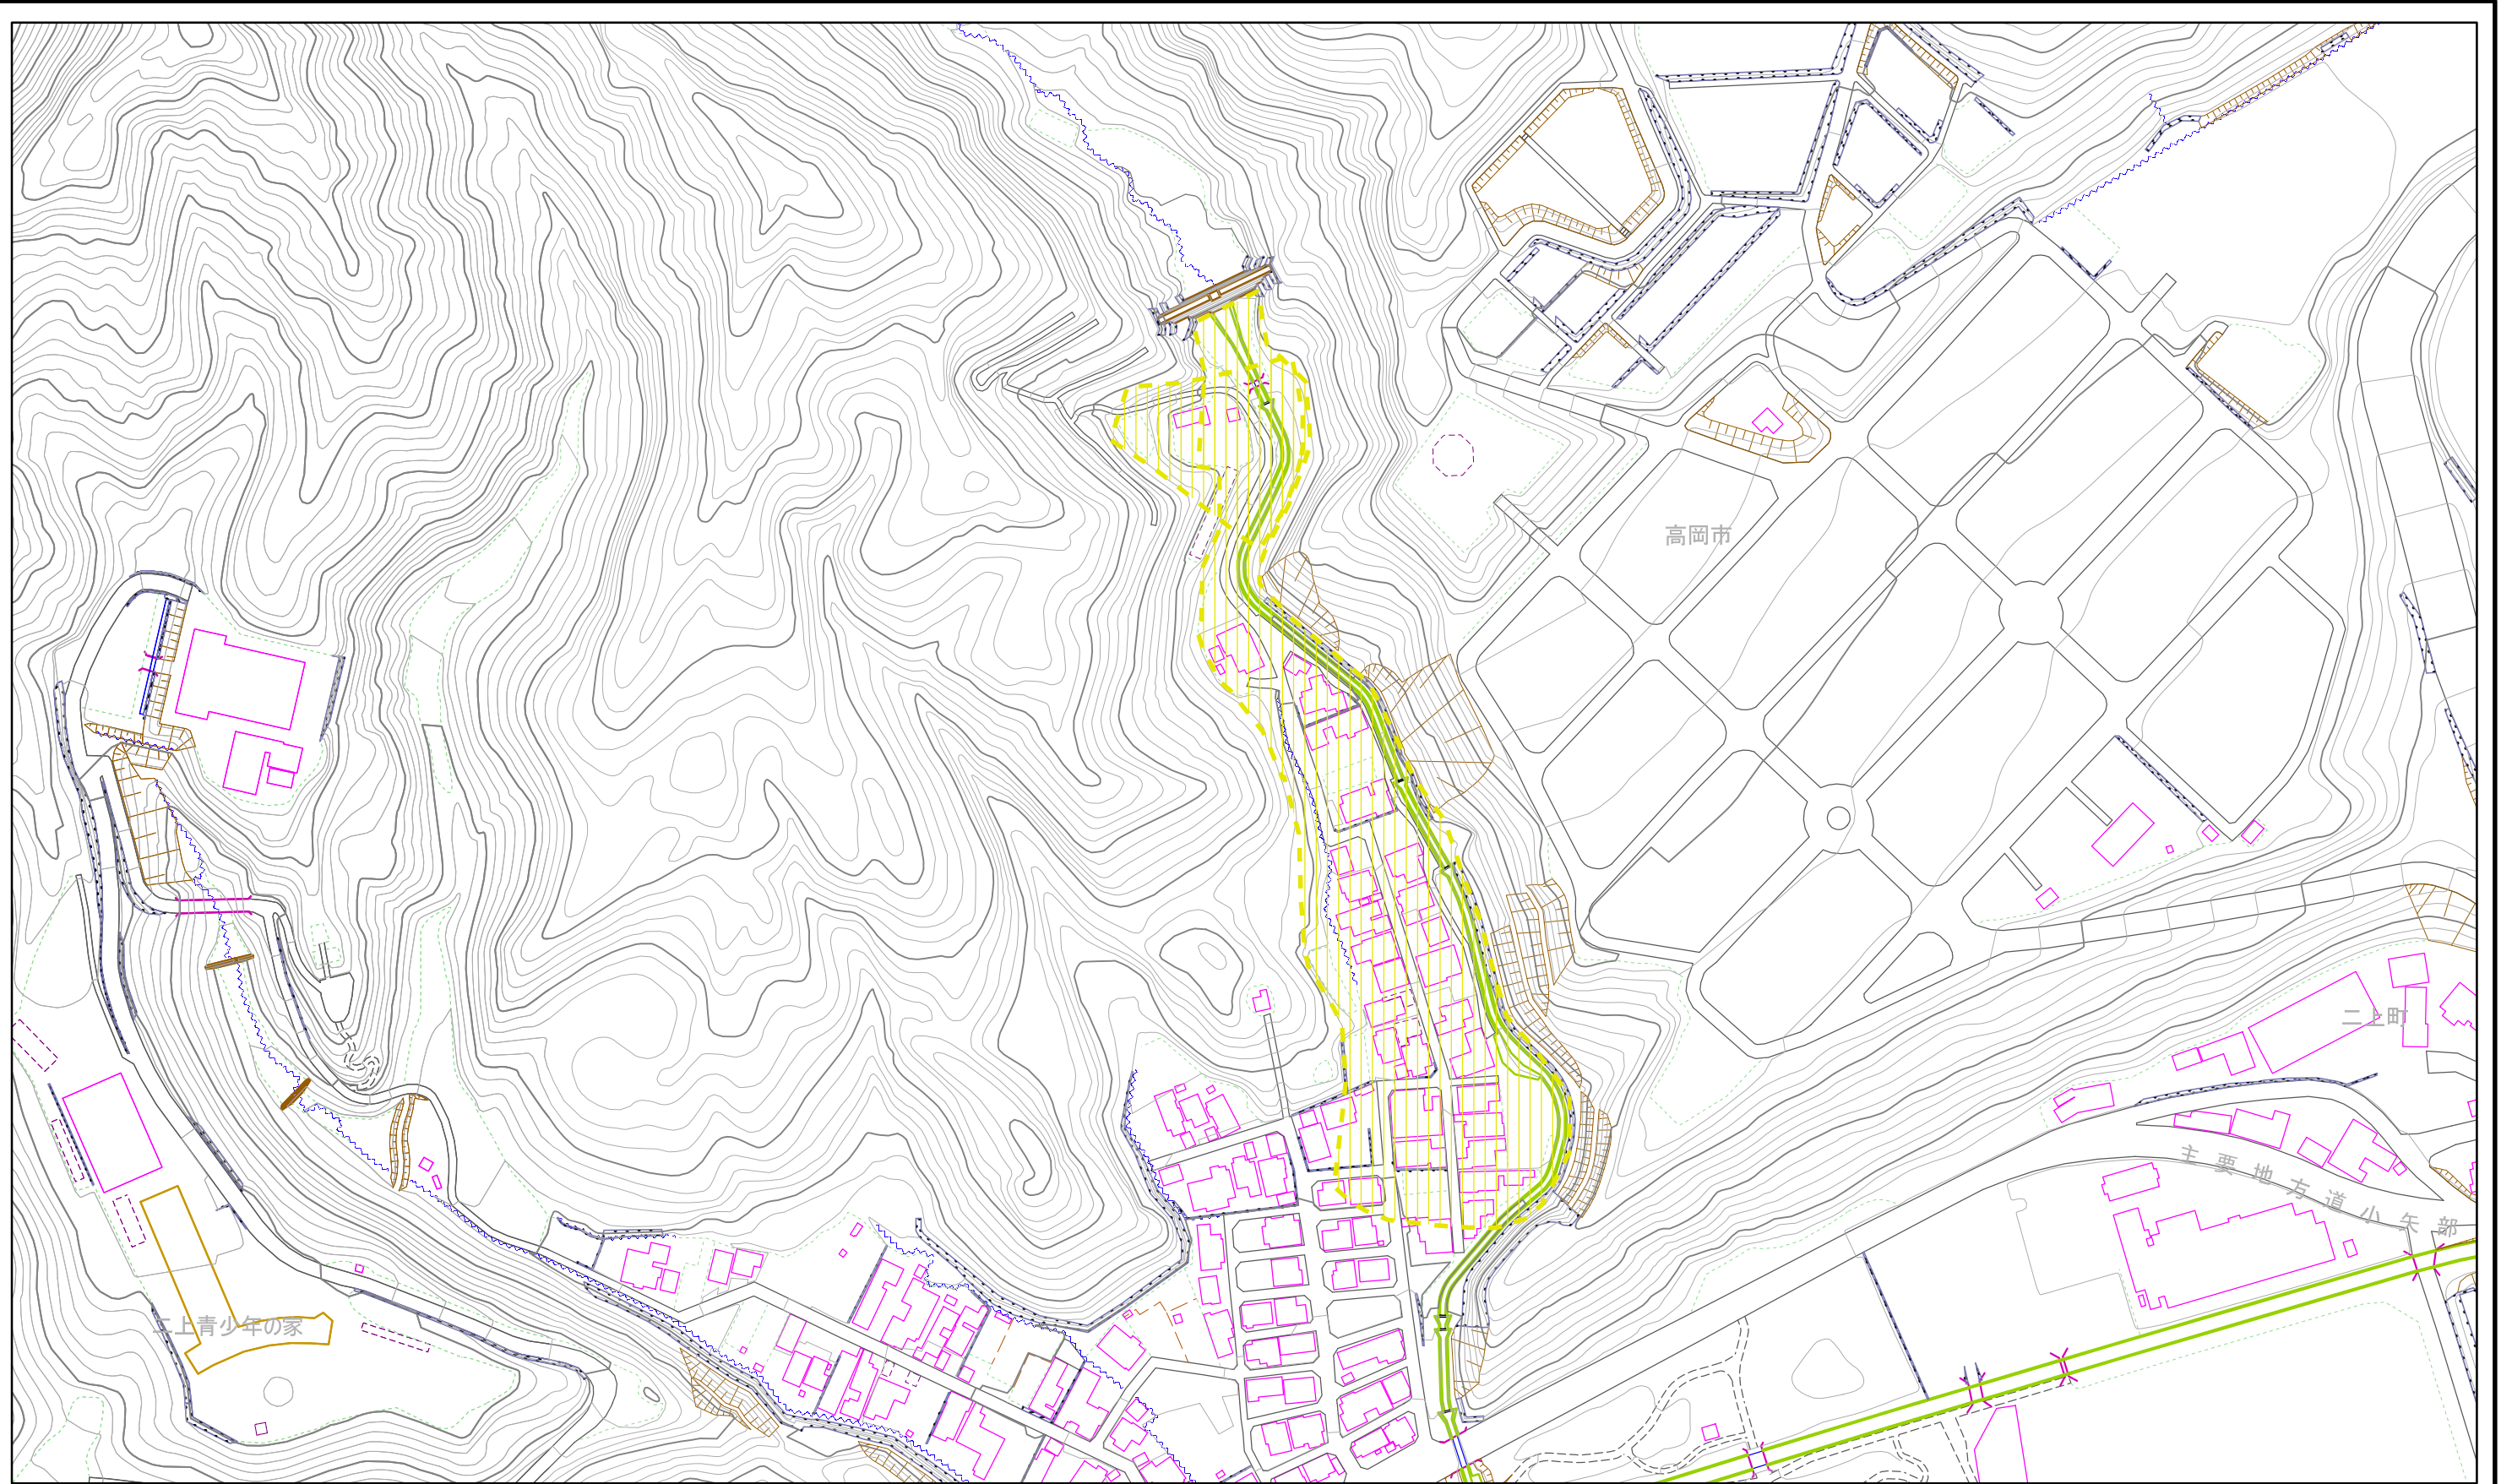 高岡市
二上町
主要地方道小矢部
二上青少年の家